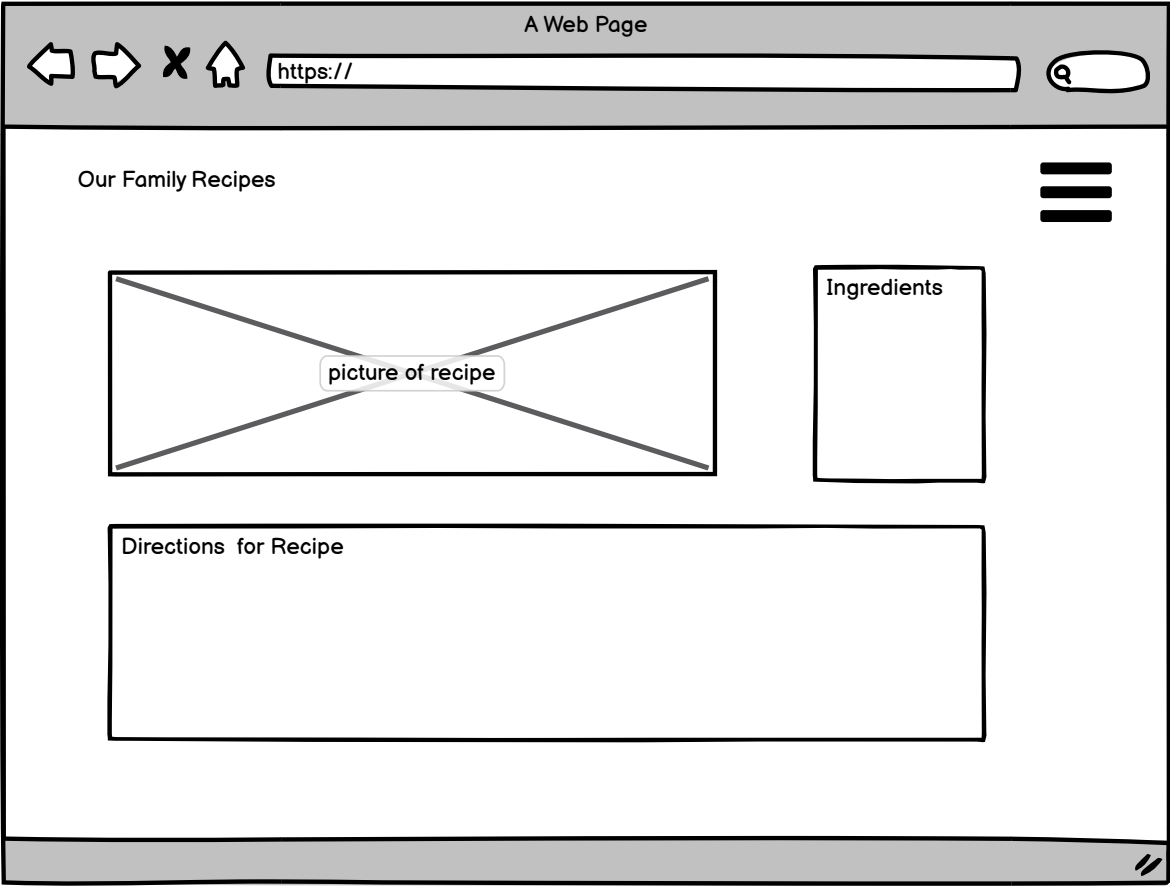 A Web Page
https://
Our Family Recipes
picture of recipe
Ingredients
Directions  for Recipe